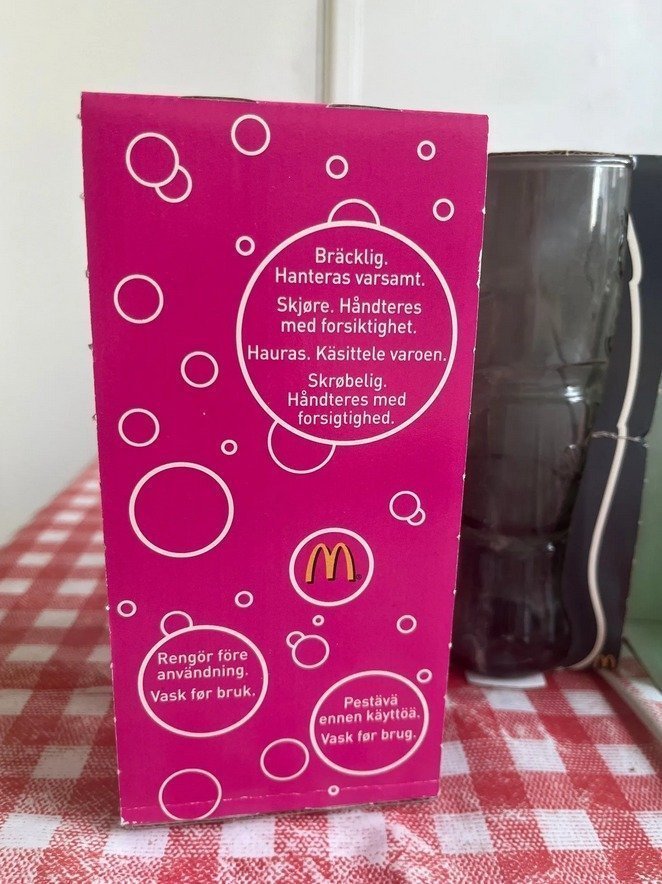 Bräcklig.
Hanteras varsamt.
Skjøre. Håndteres
med forsiktighet.
Hauras. Käsittele varoen.
Skrøbelig.
Håndteres med
forsigtighed.
M
Rengör före
användning.
Vask før bruk.
Pestävä
ennen käyttöä.
Vask før brug.